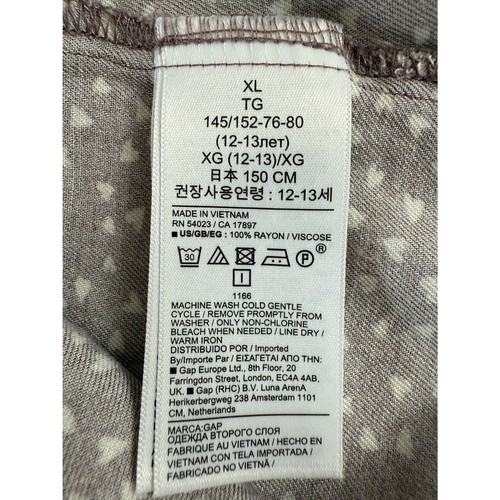 XL
TG
145/152-76-80
(12-13лет)
XG (12-13)/XG
日本 150 CM
권장사용연령 : 12-13세
MADE IN VIETNAM
RN 54023 / CA 17897
■ US/GB/EG : 100% RAYON / VISCOSE
30 P ®
I
1166
MACHINE WASH COLD GENTLE
CYCLE / REMOVE PROMPTLY FROM
WASHER / ONLY NON-CHLORINE
BLEACH WHEN NEEDED / LINE DRY /
WARM IRON
DISTRIBUIDO POR / Imported
By/Importe Par / ΕΙΣΑΓΕΤΑΙ ΑΠΟ ΤΗΝ:
■ Gap Europe Ltd., 8th Floor, 20
Farringdon Street, London, EC4A 4AB,
UK, ■ Gap (RHC) B.V. Luna ArenA
Herikerbergweg 238 Amsterdam 1101
CM, Netherlands
MARCA:GAP
ОДЕЖДА ВТОРОГО СЛОЯ
FABRIQUE AU VIETNAM / HECHO EN
VIETNAM CON TELA IMPORTADA /
FABRICADO NO VIETNÃ /